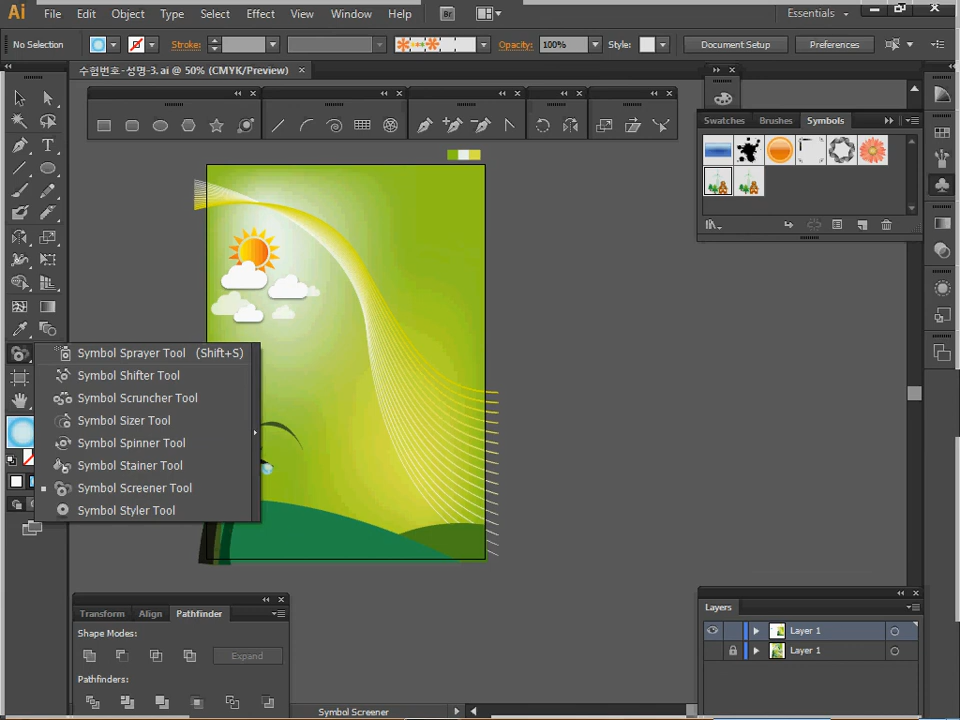 Ai File Edit Object Type Select Effect View Window Help Br Essentials
No Selection Stroke: Opacity: 100% Style: Document Setup Preferences
수험번호-성명-3.ai @ 50% (CMYK/Preview)
Swatches Brushes Symbols
T
Symbol Sprayer Tool (Shift+S)
Symbol Shifter Tool
Symbol Scruncher Tool
Symbol Sizer Tool
Symbol Spinner Tool
Symbol Stainer Tool
Symbol Screener Tool
Symbol Styler Tool
Transform Align Pathfinder
Shape Modes:
Expand
Pathfinders:
Layers
Layer 1
Layer 1
Symbol Screener